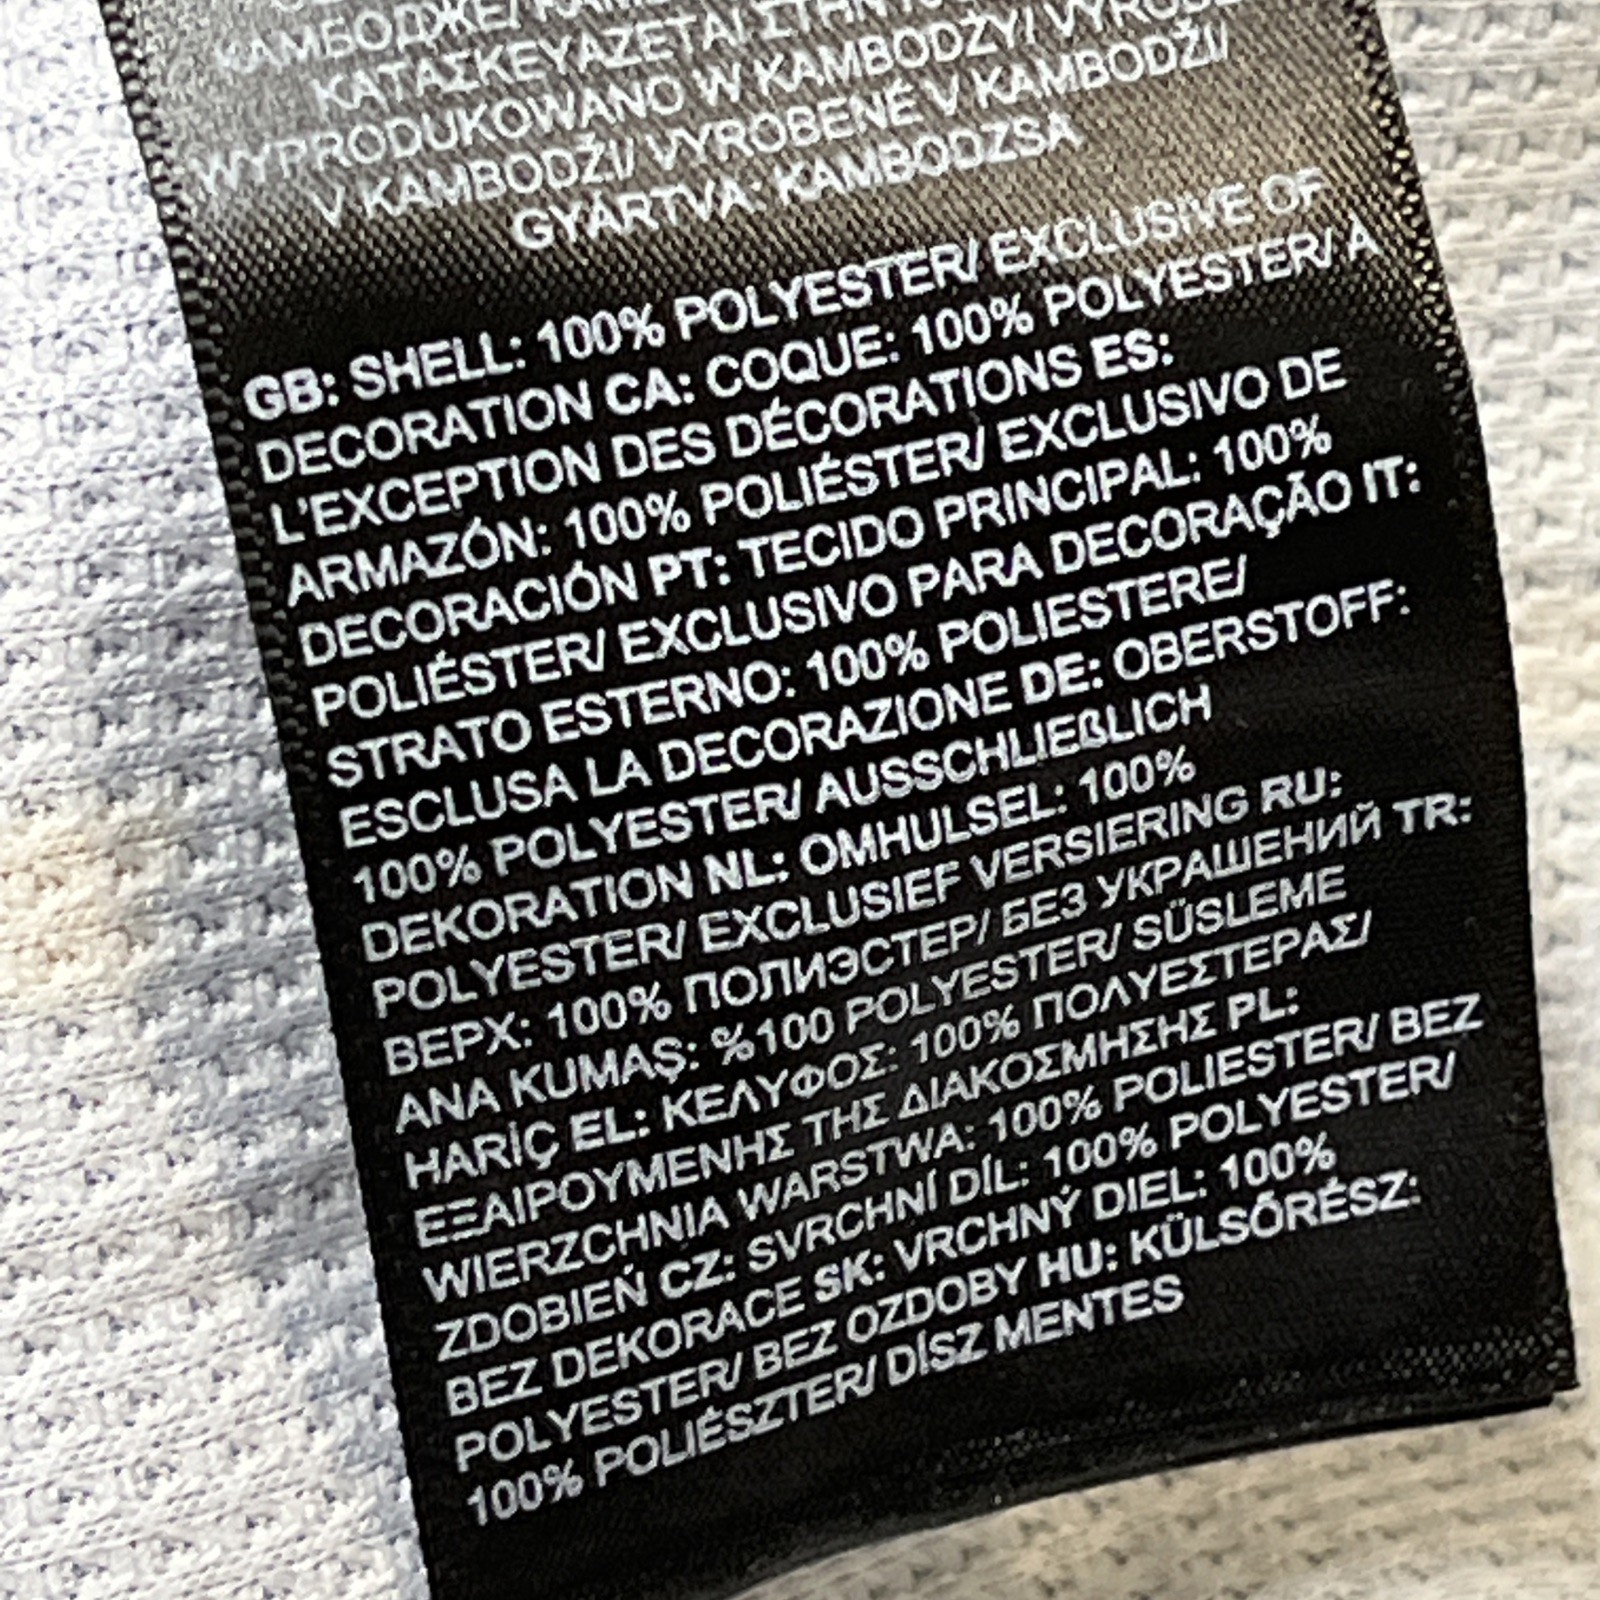 КАМБОДЖЕ/
ΚΑΤΑΣΚΕΥΑΖΕΤΑΙ ΣΤΗΝ
WYPRODUKOWANO W KAMBODŻY/
V KAMBODŽI/ VYROBENÉ V KAMBODŽI/
GYÁRTVA: KAMBODZSA
GB: SHELL: 100% POLYESTER/ EXCLUSIVE OF
DECORATION CA: COQUE: 100% POLYESTER/ À
L'EXCEPTION DES DÉCORATIONS ES:
ARMAZÓN: 100% POLIÉSTER/ EXCLUSIVO DE
DECORACIÓN PT: TECIDO PRINCIPAL: 100%
POLIÉSTER/ EXCLUSIVO PARA DECORAÇÃO IT:
STRATO ESTERNO: 100% POLIESTERE/
ESCLUSA LA DECORAZIONE DE: OBERSTOFF:
100% POLYESTER/ AUSSCHLIEßLICH
DEKORATION NL: OMHULSEL: 100%
POLYESTER/ EXCLUSIEF VERSIERING RU:
ВЕРХ: 100% ПОЛИЭСТЕР/ БЕЗ УКРАШЕНИЙ TR:
ANA KUMAŞ: %100 POLYESTER/ SÜSLEME
HARİÇ EL: ΚΕΛΥΦΟΣ: 100% ΠΟΛΥΕΣΤΕΡΑΣ/
ΕΞΑΙΡΟΥΜΕΝΗΣ ΤΗΣ ΔΙΑΚΟΣΜΗΣΗΣ PL:
WIERZCHNIA WARSTWA: 100% POLIESTER/ BEZ
ZDOBIEŃ CZ: SVRCHNÍ DÍL: 100% POLYESTER/
BEZ DEKORACE SK: VRCHNÝ DIEL: 100%
POLYESTER/ BEZ OZDOBY HU: KÜLSŐRÉSZ:
100% POLIÉSZTER/ DÍSZ MENTES